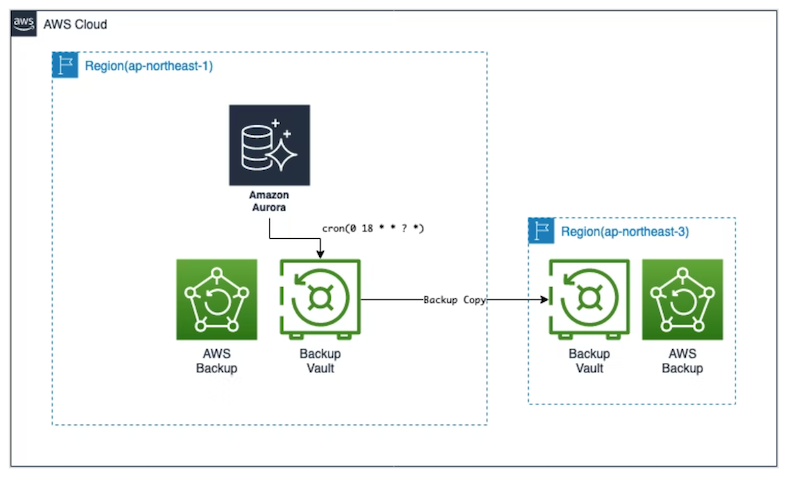 aws
AWS Cloud
Region(ap-northeast-1)
Amazon
Aurora
cron(0 18 * * ? *)
Region(ap-northeast-3)
Backup Copy
AWS
Backup
Backup
Vault
Backup
Vault
AWS
Backup